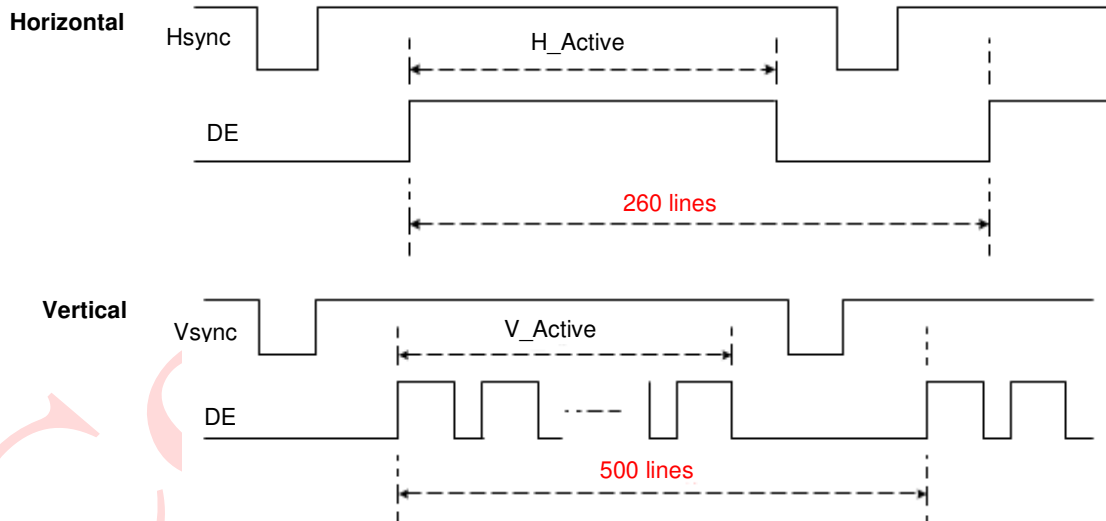 Horizontal
Hsync
H_Active
DE
260 lines
Vertical
Vsync
V_Active
DE
500 lines